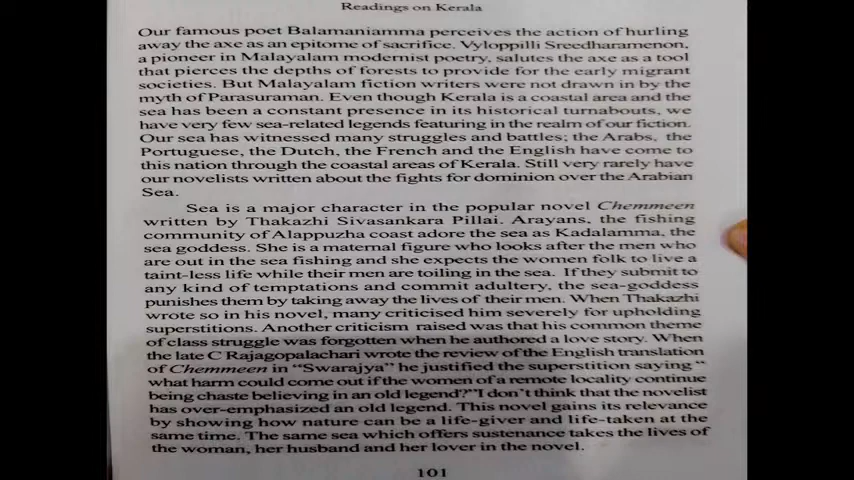 Readings on Kerala
Our famous poet Balamaniamma perceives the action of hurling
away the axe as an epitome of sacrifice. Vyloppilli Sreedharamenon,
a pioneer in Malayalam modernist poetry, salutes the axe as a tool
that pierces the depths of forests to provide for the early migrant
societies. But Malayalam fiction writers were not drawn in by the
myth of Parasuraman. Even though Kerala is a coastal area and the
sea has been a constant presence in its historical turnabouts, we
have very few sea-related legends featuring in the realm of our fiction.
Our sea has witnessed many struggles and battles; the Arabs, the
Portuguese, the Dutch, the French and the English have come to
this nation through the coastal areas of Kerala. Still very rarely have
our novelists written about the fights for dominion over the Arabian
Sea.
Sea is a major character in the popular novel Chemmeen
written by Thakazhi Sivasankara Pillai. Arayans, the fishing
community of Alappuzha coast adore the sea as Kadalamma, the
sea goddess. She is a maternal figure who looks after the men who
are out in the sea fishing and she expects the women folk to live a
taint-less life while their men are toiling in the sea. If they submit to
any kind of temptations and commit adultery, the sea-goddess
punishes them by taking away the lives of their men. When Thakazhi
wrote so in his novel, many criticised him severely for upholding
superstitions. Another criticism raised was that his common theme
of class struggle was forgotten when he authored a love story. When
the late C Rajagopalachari wrote the review of the English translation
of Chemmeen in “Swarajya” he justified the superstition saying “
what harm could come out if the women of a remote locality continue
being chaste believing in an old legend?”I don’t think that the novelist
has over-emphasized an old legend. This novel gains its relevance
by showing how nature can be a life-giver and life-taken at the
same time. The same sea which offers sustenance takes the lives of
the woman, her husband and her lover in the novel.
101